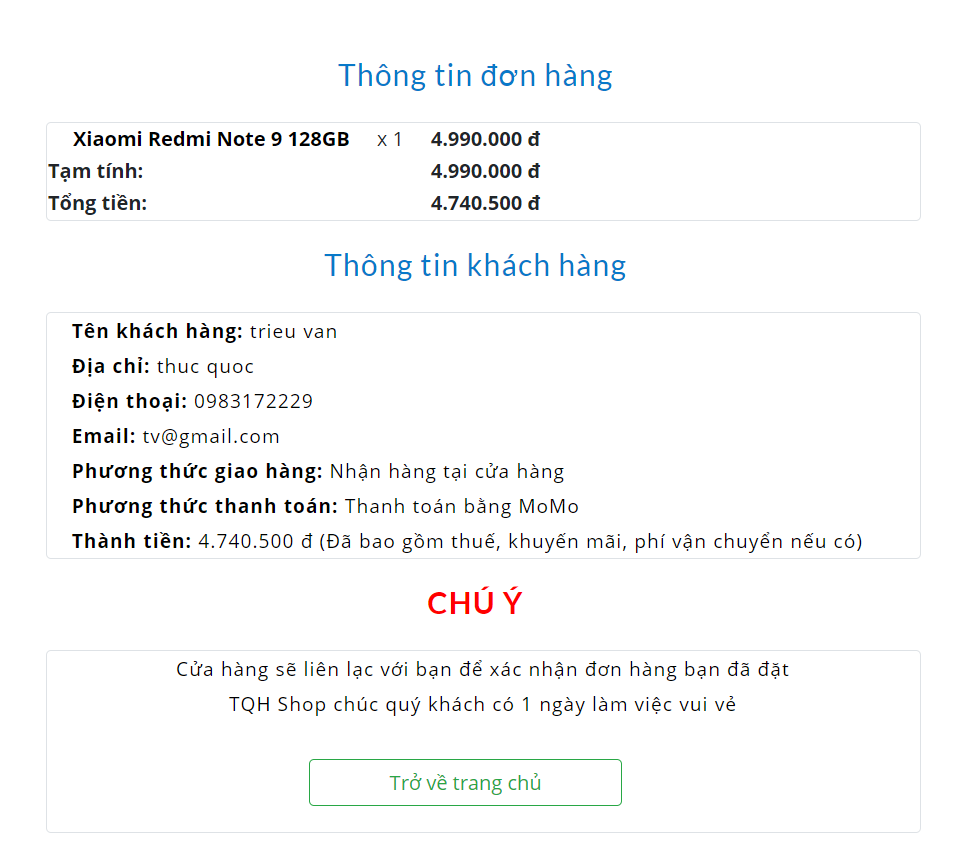 Thông tin đơn hàng
Xiaomi Redmi Note 9 128GB x 1 4.990.000 đ
Tạm tính: 4.990.000 đ
Tổng tiền: 4.740.500 đ
Thông tin khách hàng
Tên khách hàng: trieu van
Địa chỉ: thuc quoc
Điện thoại: 0983172229
Email: tv@gmail.com
Phương thức giao hàng: Nhận hàng tại cửa hàng
Phương thức thanh toán: Thanh toán bằng MoMo
Thành tiền: 4.740.500 đ (Đã bao gồm thuế, khuyến mãi, phí vận chuyển nếu có)
CHÚ Ý
Cửa hàng sẽ liên lạc với bạn để xác nhận đơn hàng bạn đã đặt
TQH Shop chúc quý khách có 1 ngày làm việc vui vẻ
Trở về trang chủ